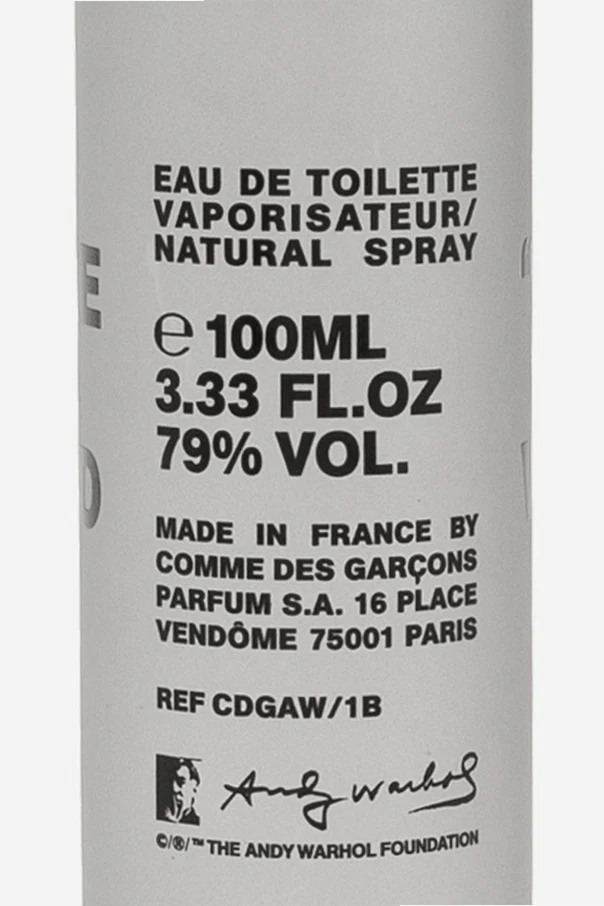 EAU DE TOILETTE
VAPORISATEUR/
NATURAL SPRAY
℮ 100ML
3.33 FL.OZ
79% VOL.
MADE IN FRANCE BY
COMME DES GARÇONS
PARFUM S.A. 16 PLACE
VENDÔME 75001 PARIS
REF CDGAW/1B
Andy Warhol
©/®/™ THE ANDY WARHOL FOUNDATION
E
D